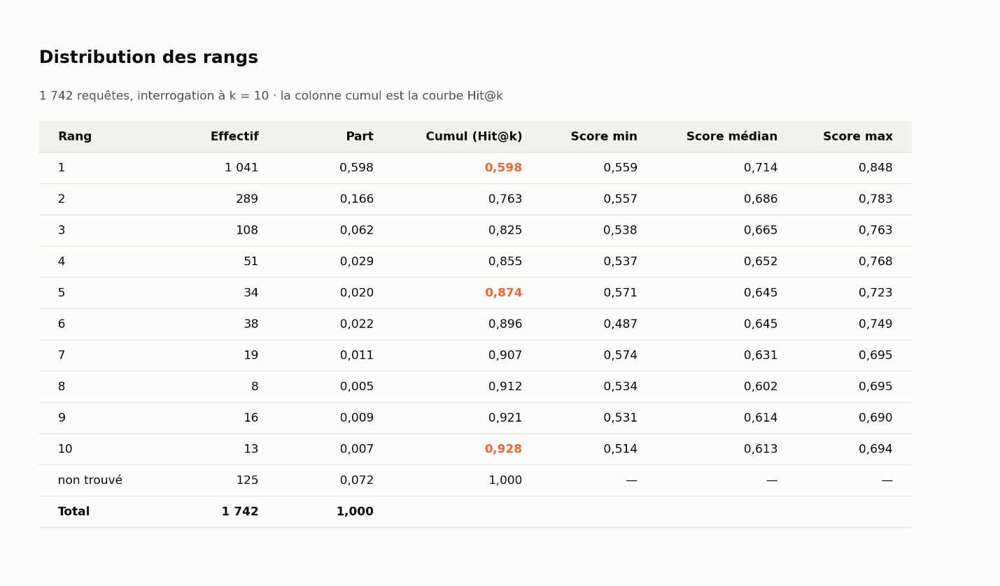 Distribution des rangs
1 742 requêtes, interrogation à k = 10 · la colonne cumul est la courbe Hit@k
Rang Effectif Part Cumul (Hit@k) Score min Score médian Score max
1 1 041 0,598 0,598 0,559 0,714 0,848
2 289 0,166 0,763 0,557 0,686 0,783
3 108 0,062 0,825 0,538 0,665 0,763
4 51 0,029 0,855 0,537 0,652 0,768
5 34 0,020 0,874 0,571 0,645 0,723
6 38 0,022 0,896 0,487 0,645 0,749
7 19 0,011 0,907 0,574 0,631 0,695
8 8 0,005 0,912 0,534 0,602 0,695
9 16 0,009 0,921 0,531 0,614 0,690
10 13 0,007 0,928 0,514 0,613 0,694
non trouvé 125 0,072 1,000 — — —
Total 1 742 1,000